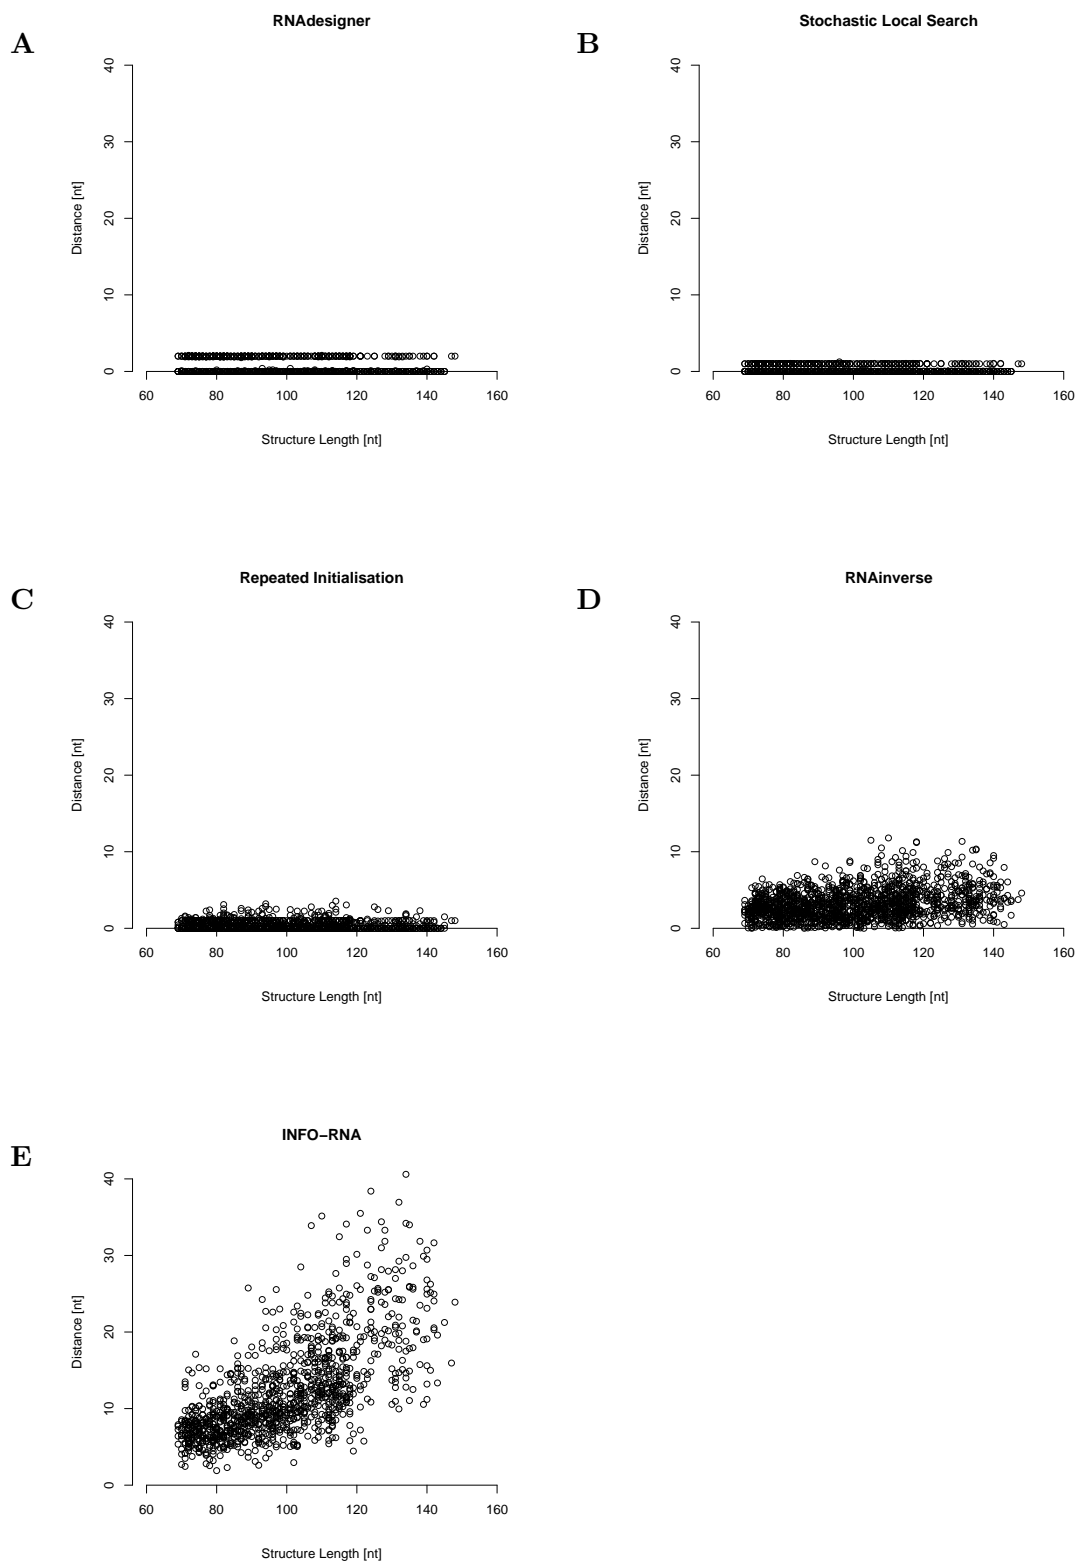 A
RNAdesigner
Distance [nt]
0 10 20 30 40
60 80 100 120 140 160
Structure Length [nt]
B
Stochastic Local Search
Distance [nt]
0 10 20 30 40
60 80 100 120 140 160
Structure Length [nt]
C
Repeated Initialisation
Distance [nt]
0 10 20 30 40
60 80 100 120 140 160
Structure Length [nt]
D
RNAinverse
Distance [nt]
0 10 20 30 40
60 80 100 120 140 160
Structure Length [nt]
E
INFO−RNA
Distance [nt]
0 10 20 30 40
60 80 100 120 140 160
Structure Length [nt]